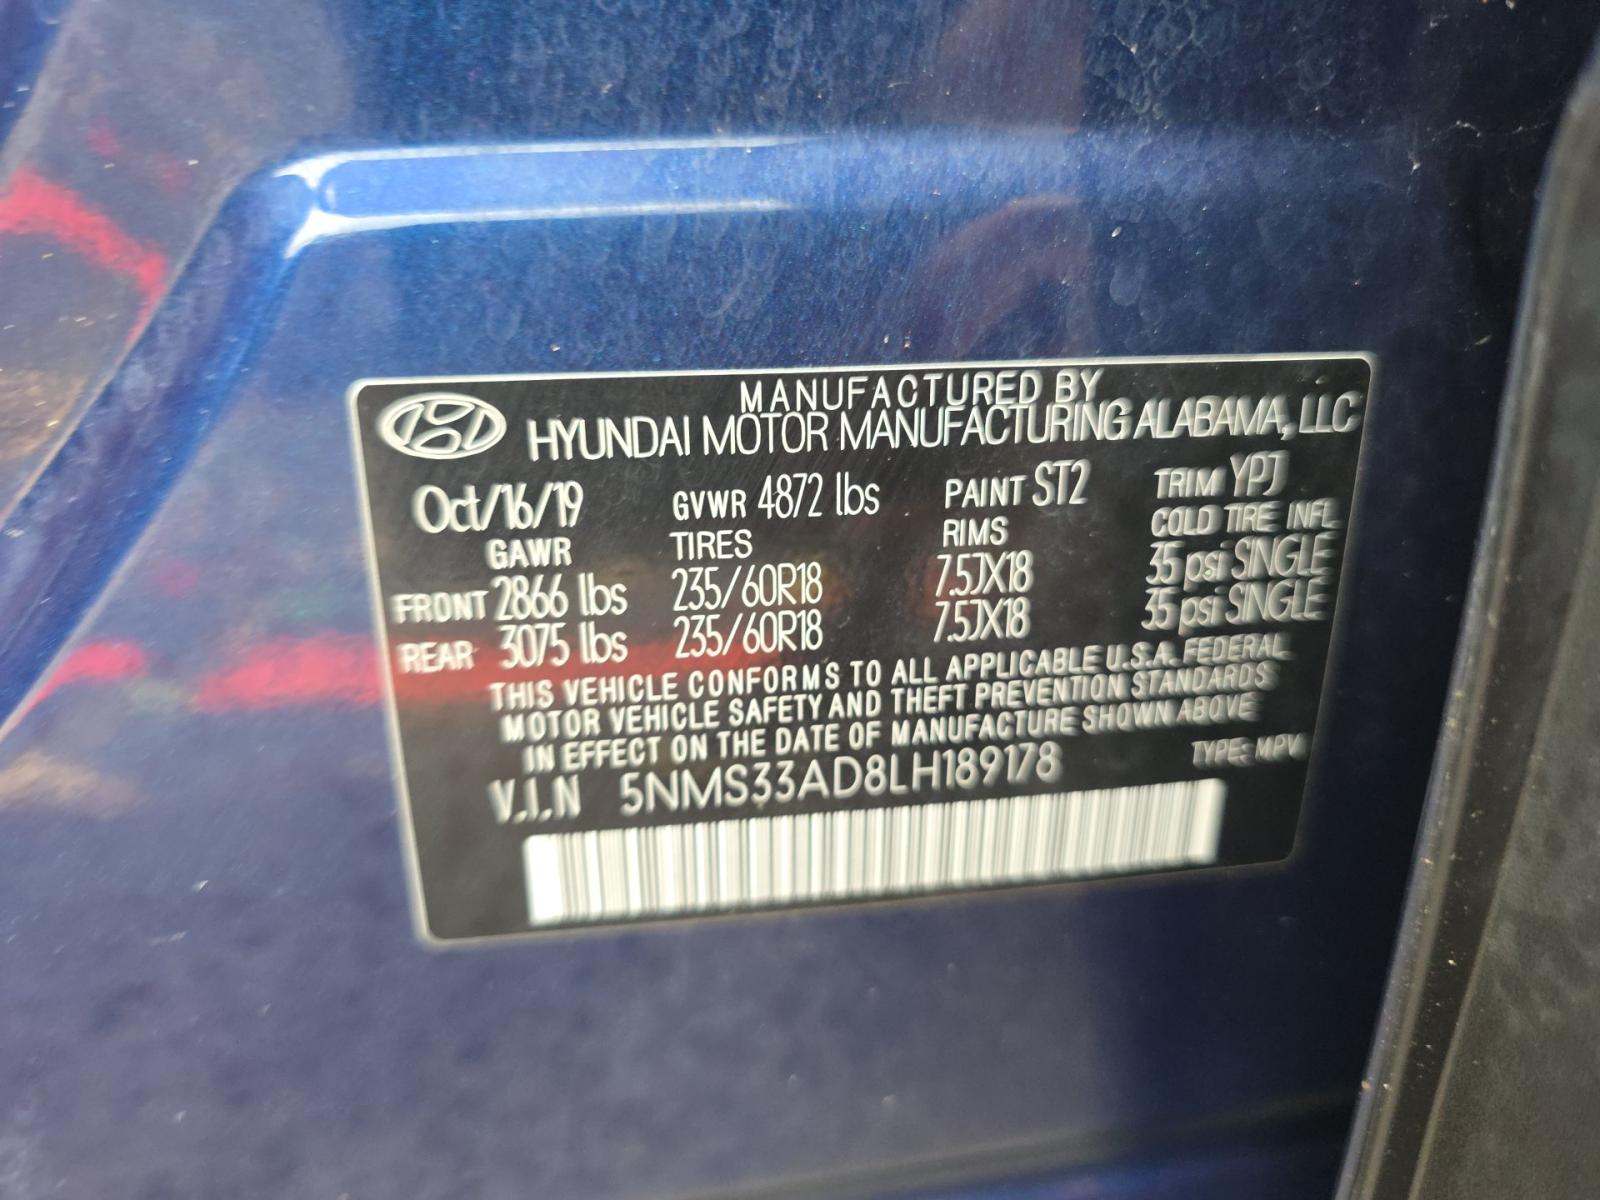 MANUFACTURED BY
HYUNDAI MOTOR MANUFACTURING ALABAMA, LLC
Oct/16/19 GVWR 4872 lbs PAINT ST2 TRIM YPJ
GAWR TIRES RIMS COLD TIRE INFL
FRONT 2866 lbs 235/60R18 7.5JX18 35 psi SINGLE
REAR 3075 lbs 235/60R18 7.5JX18 35 psi SINGLE
THIS VEHICLE CONFORMS TO ALL APPLICABLE U.S.A. FEDERAL
MOTOR VEHICLE SAFETY AND THEFT PREVENTION STANDARDS
IN EFFECT ON THE DATE OF MANUFACTURE SHOWN ABOVE
V.I.N 5NMS33AD8LH189178 TYPE: MPV